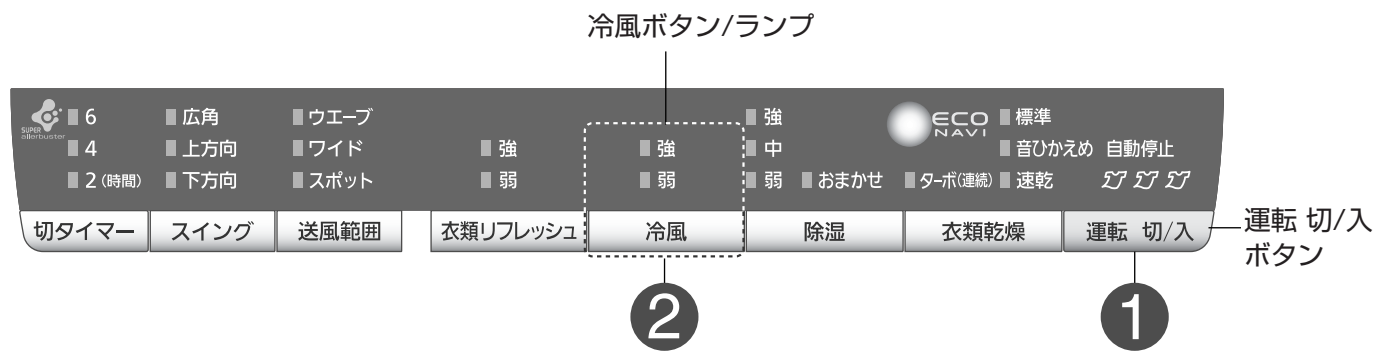 冷風ボタン/ランプ
SUPER
allerbuster
6 広角 ウエーブ 強 ECO 標準
NAVI
4 上方向 ワイド 強 強 中 音ひかえめ 自動停止
2(時間) 下方向 スポット 弱 弱 弱 おまかせ ターボ(連続) 速乾
切タイマー スイング 送風範囲 衣類リフレッシュ 冷風 除湿 衣類乾燥 運転 切/入
運転 切/入
ボタン
2 1